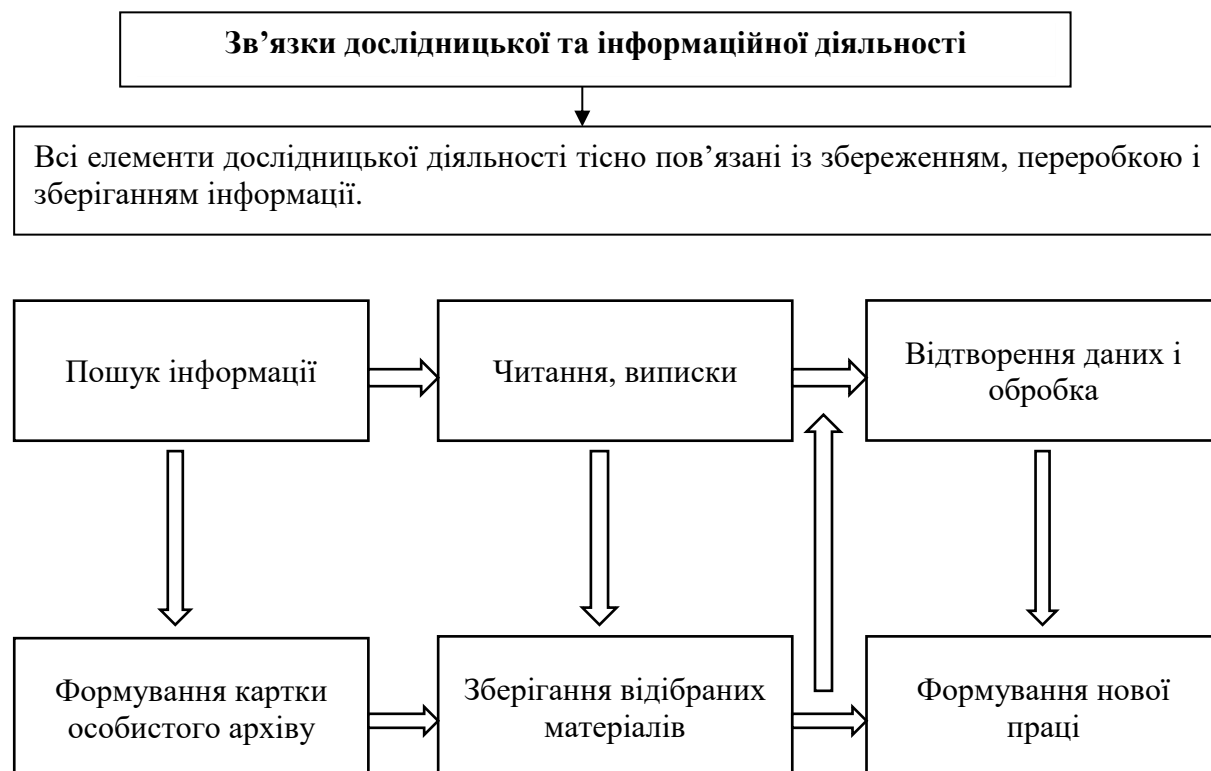 Зв’язки дослідницької та інформаційної діяльності
Всі елементи дослідницької діяльності тісно пов’язані із збереженням, переробкою і
зберіганням інформації.
Пошук інформації
Читання, виписки
Відтворення даних і
обробка
Формування картки
особистого архіву
Зберігання відібраних
матеріалів
Формування нової
праці